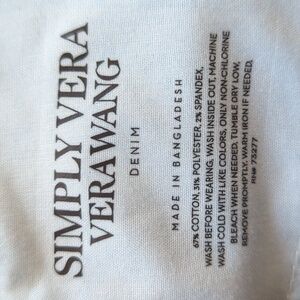 SIMPLY VERA
VERAWANG
DENIM
MADE IN BANGLADESH
67% COTTON, 31% POLYESTER, 2% SPANDEX,
WASH BEFORE WEARING, WASH INSIDE OUT, MACHINE
WASH COLD WITH LIKE COLORS, ONLY NON-CHLORINE
BLEACH WHEN NEEDED, TUMBLE DRY LOW,
REMOVE PROMPTLY, WARM IRON IF NEEDED,
RN# 73277